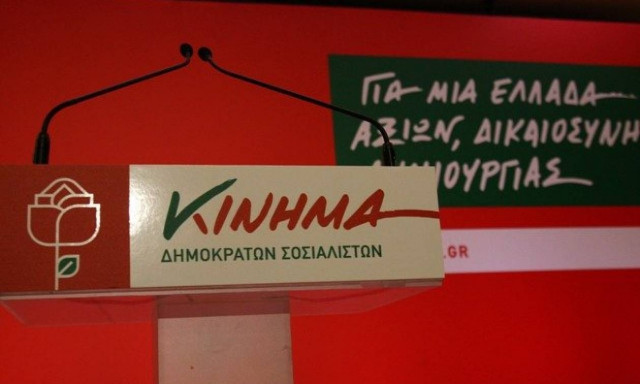 ΓΙΑ ΜΙΑ ΕΛΛΑΔΑ
ΑΞΙΩΝ, ΔΙΚΑΙΟΣΥΝΗ
ΚΙΝΗΜΑ
ΔΗΜΟΚΡΑΤΩΝ ΣΟΣΙΑΛΙΣΤΩΝ
.GR